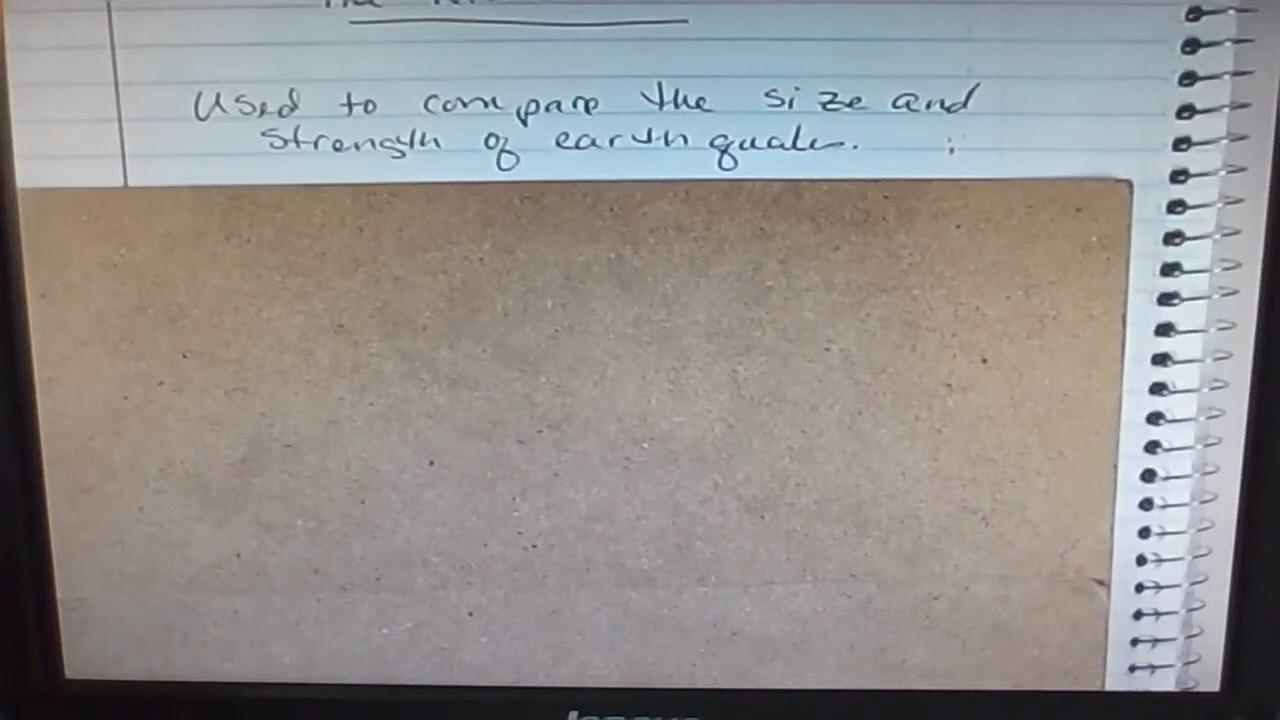 Used to compare the size and
strength of earthquake.